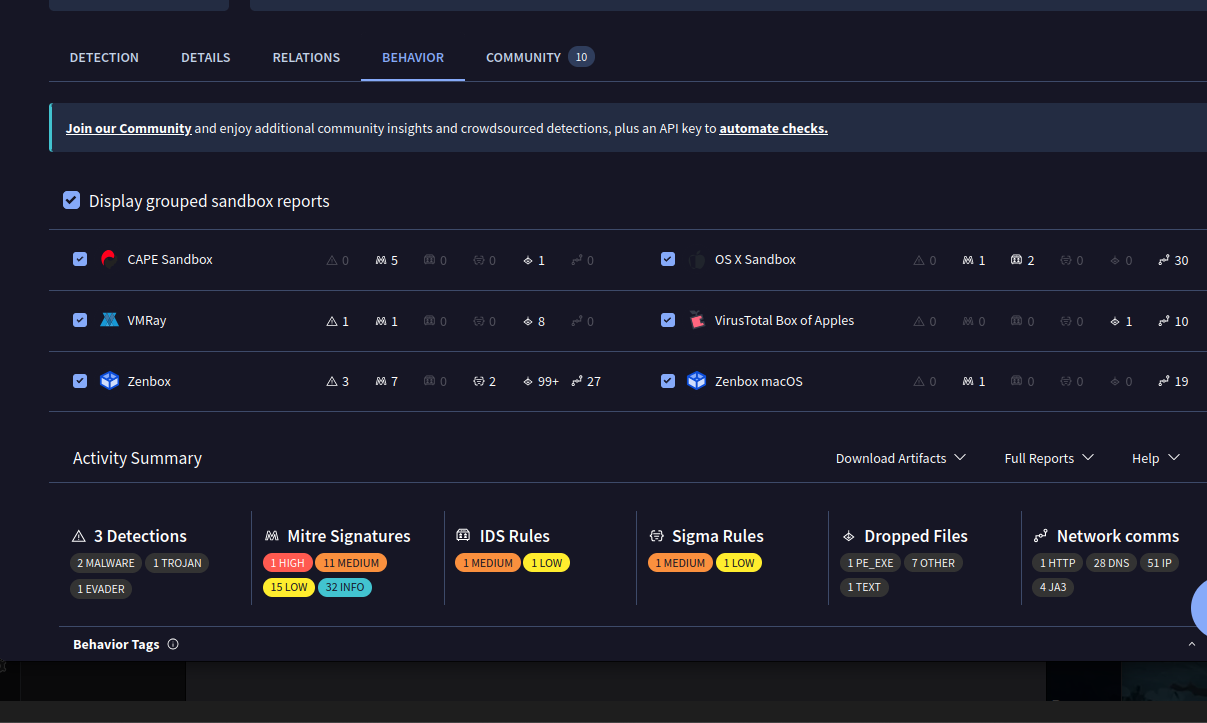 DETECTION DETAILS RELATIONS BEHAVIOR COMMUNITY 10
Join our Community and enjoy additional community insights and crowdsourced detections, plus an API key to automate checks.
Display grouped sandbox reports
CAPE Sandbox 0 5 0 0 1 0 OS X Sandbox 0 1 2 0 0 30
VMRay 1 1 0 0 8 0 VirusTotal Box of Apples 0 0 0 0 1 10
Zenbox 3 7 0 2 99+ 27 Zenbox macOS 0 1 0 0 0 19
Activity Summary Download Artifacts Full Reports Help
3 Detections Mitre Signatures IDS Rules Sigma Rules Dropped Files Network comms
2 MALWARE 1 TROJAN 1 HIGH 11 MEDIUM 1 MEDIUM 1 LOW 1 MEDIUM 1 LOW 1 PE_EXE 7 OTHER 1 HTTP 28 DNS 51 IP
1 EVADER 15 LOW 32 INFO 1 TEXT 4 JA3
Behavior Tags